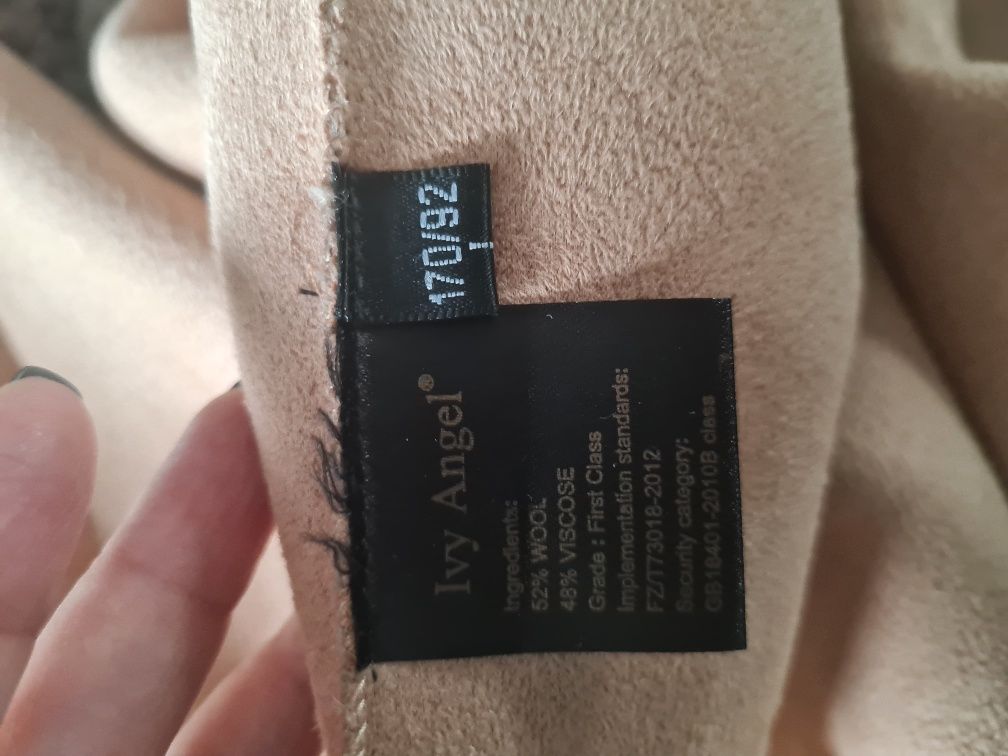 170/92
Ivy Angel®
Ingredients:
52% WOOL
48% VISCOSE
Grade : First Class
Implementation standards:
FZ/T73018-2012
Security category:
GB18401-2010B class